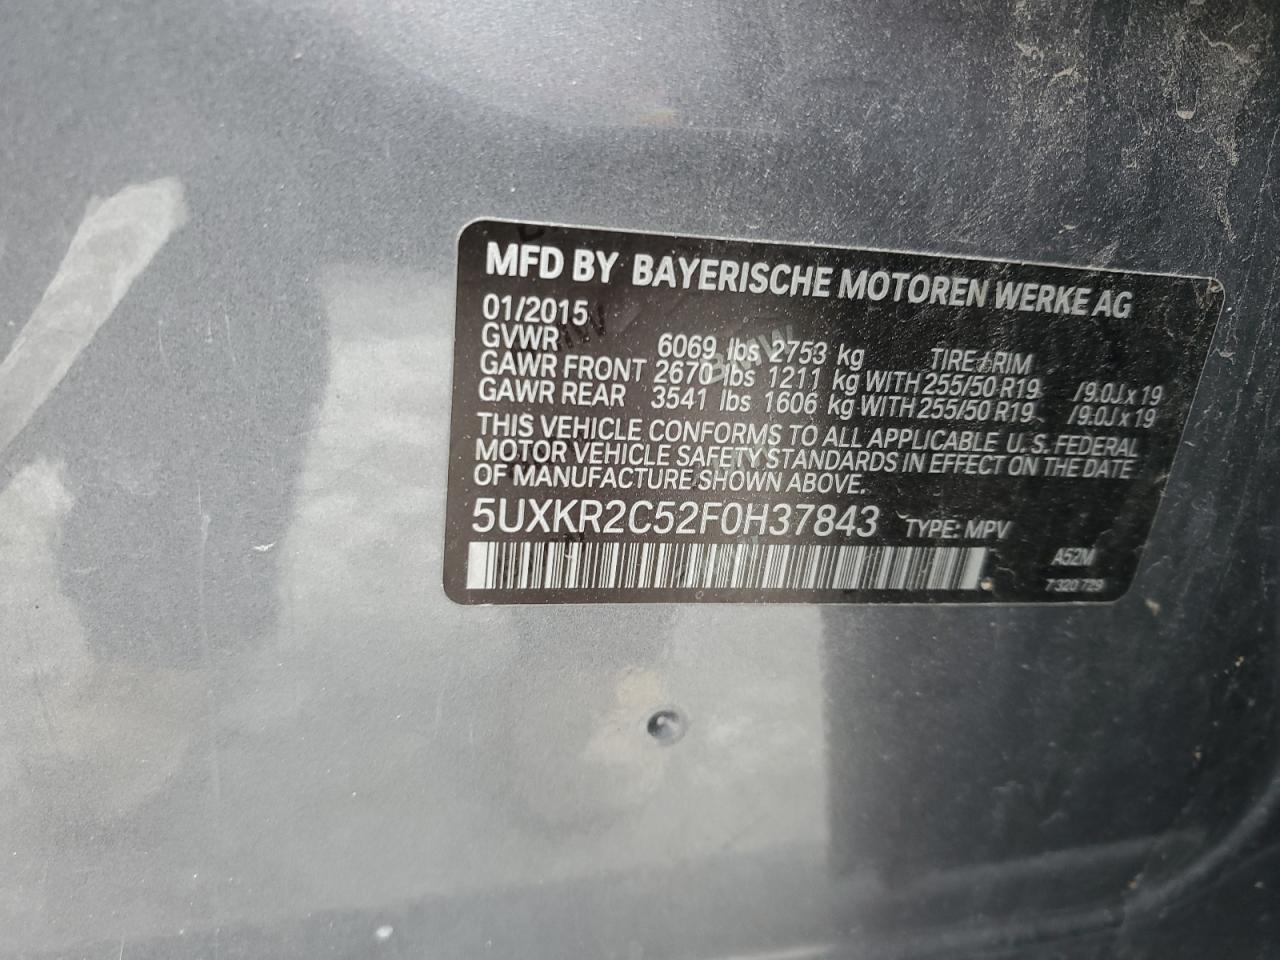 MFD BY BAYERISCHE MOTOREN WERKE AG
01/2015
GVWR 6069 lbs 2753 kg TIRE/RIM
GAWR FRONT 2670 lbs 1211 kg WITH 255/50 R19 /9.0J x 19
GAWR REAR 3541 lbs 1606 kg WITH 255/50 R19 /9.0J x 19
THIS VEHICLE CONFORMS TO ALL APPLICABLE U.S. FEDERAL
MOTOR VEHICLE SAFETY STANDARDS IN EFFECT ON THE DATE
OF MANUFACTURE SHOWN ABOVE.
5UXKR2C52F0H37843 TYPE: MPV
A52M
7 320 729